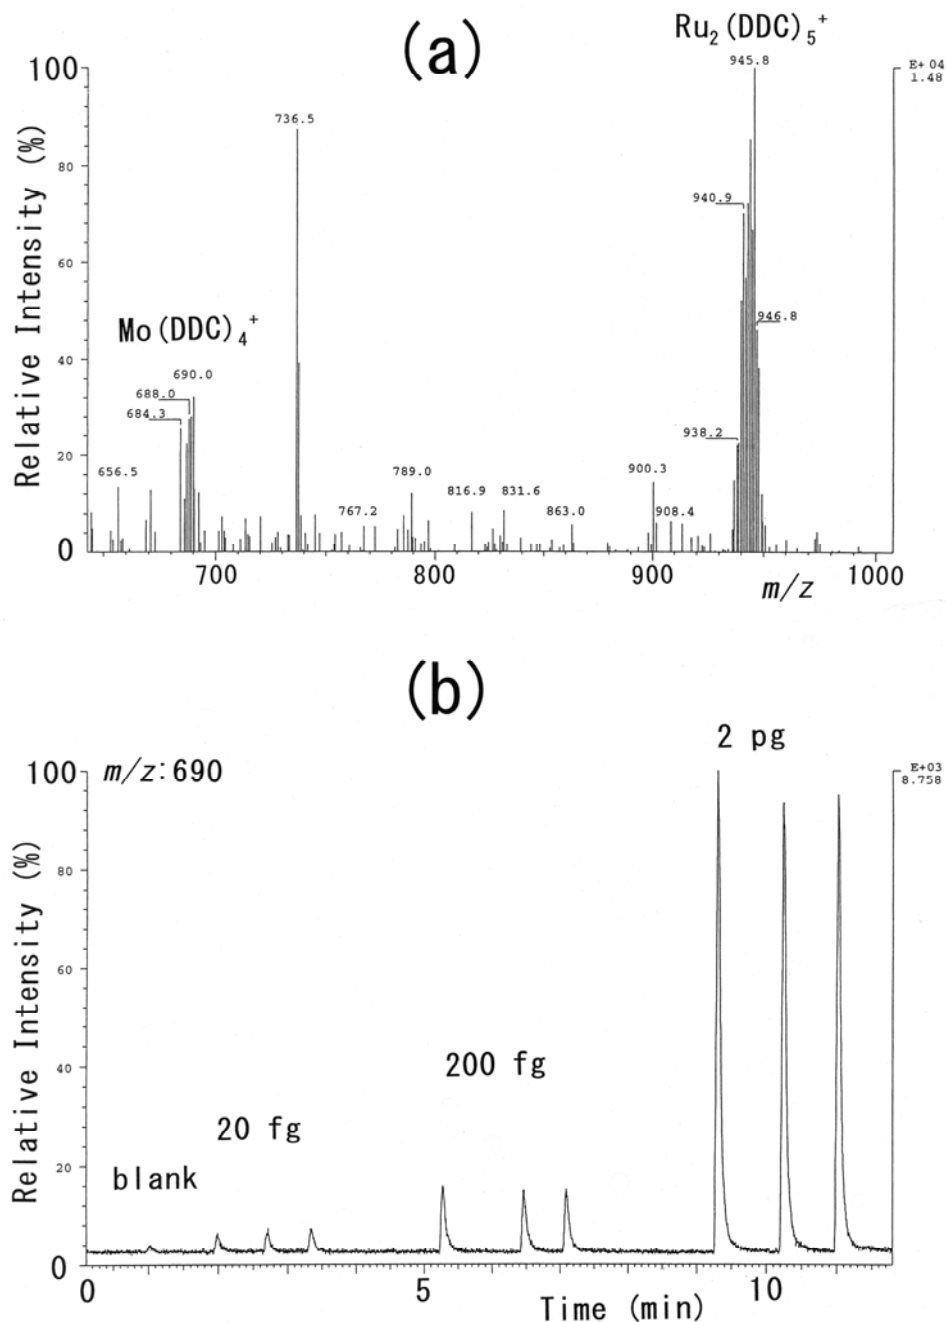 (a)
Ru2(DDC)5+
100
945.8
E+04
1.48
736.5
80
940.9
60
Mo(DDC)4+
946.8
690.0
40
688.0
684.3
938.2
20
656.5
789.0
900.3
816.9
831.6
767.2
863.0
908.4
0
700
800
900
1000
m/z
Relative Intensity (%)
(b)
2 pg
100
m/z:690
E+03
8.758
80
60
200 fg
40
20 fg
20
blank
0
0
5
10
Time (min)
Relative Intensity (%)